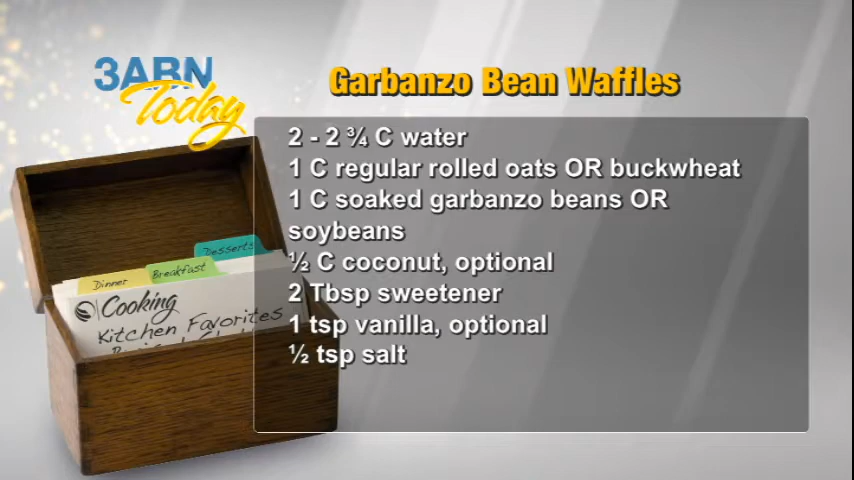 3ABN
Today
Garbanzo Bean Waffles
2 - 2 ¾ C water
1 C regular rolled oats OR buckwheat
1 C soaked garbanzo beans OR
soybeans
½ C coconut, optional
2 Tbsp sweetener
1 tsp vanilla, optional
½ tsp salt
Desserts
Breakfast
Dinner
Cooking
Kitchen Favorites